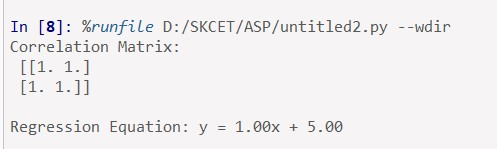 In [8]: %runfile D:/SKCET/ASP/untitled2.py --wdir
Correlation Matrix:
[[1. 1.]
[1. 1.]]
Regression Equation: y = 1.00x + 5.00